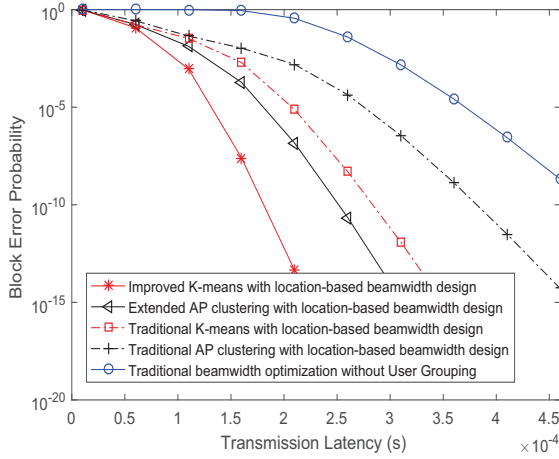 10^0
10^-5
10^-10
10^-15
10^-20
Block Error Probability
Improved K-means with location-based beamwidth design
Extended AP clustering with location-based beamwidth design
Traditional K-means with location-based beamwidth design
Traditional AP clustering with location-based beamwidth design
Traditional beamwidth optimization without User Grouping
0 0.5 1 1.5 2 2.5 3 3.5 4 4.5
Transmission Latency (s)
× 10^-4